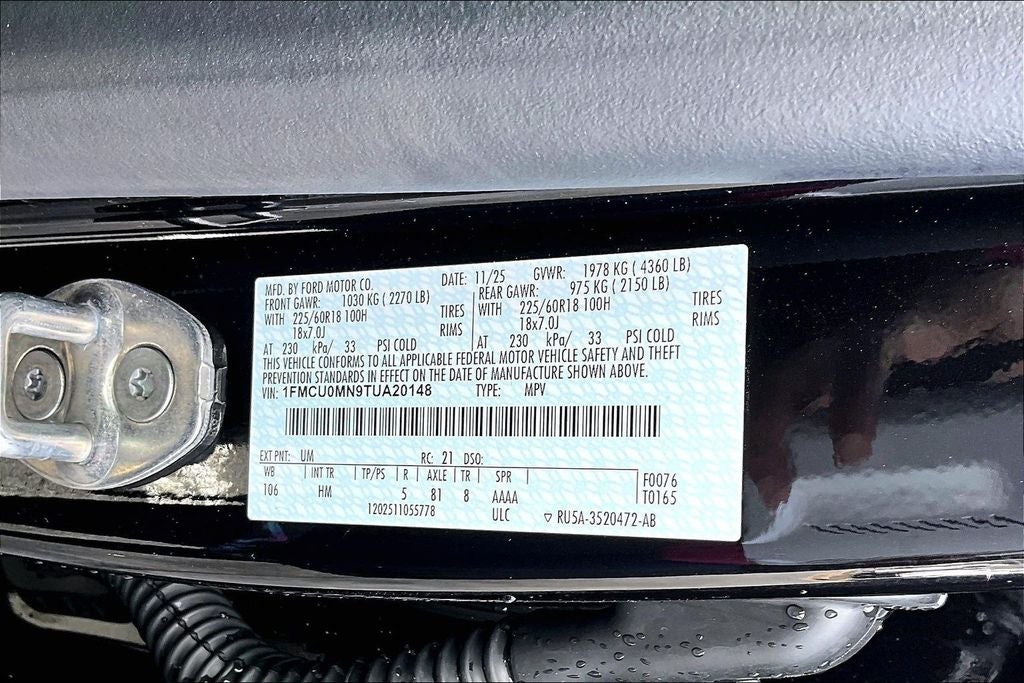 MFD. BY FORD MOTOR CO. DATE: 11/25 GVWR: 1978 KG ( 4360 LB)
FRONT GAWR: 1030 KG ( 2270 LB) REAR GAWR: 975 KG ( 2150 LB)
WITH 225/60R18 100H TIRES WITH 225/60R18 100H TIRES
18x7.0J RIMS 18x7.0J RIMS
AT 230 kPa/ 33 PSI COLD AT 230 kPa/ 33 PSI COLD
THIS VEHICLE CONFORMS TO ALL APPLICABLE FEDERAL MOTOR VEHICLE SAFETY AND THEFT
PREVENTION STANDARDS IN EFFECT ON THE DATE OF MANUFACTURE SHOWN ABOVE.
VIN: 1FMCU0MN9TUA20148 TYPE: MPV
EXT PNT: UM RC: 21 DSO:
WB INT TR TP/PS R AXLE TR SPR F0076
106 HM 5 81 8 AAAA T0165
1202511055778 ULC ▽ RU5A-3520472-AB